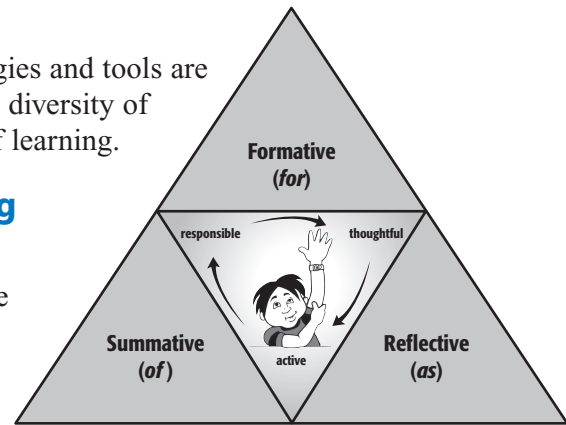 gies and tools are
diversity of
f learning.
g
e
Formative
(for)
responsible
thoughtful
active
Summative
(of)
Reflective
(as)